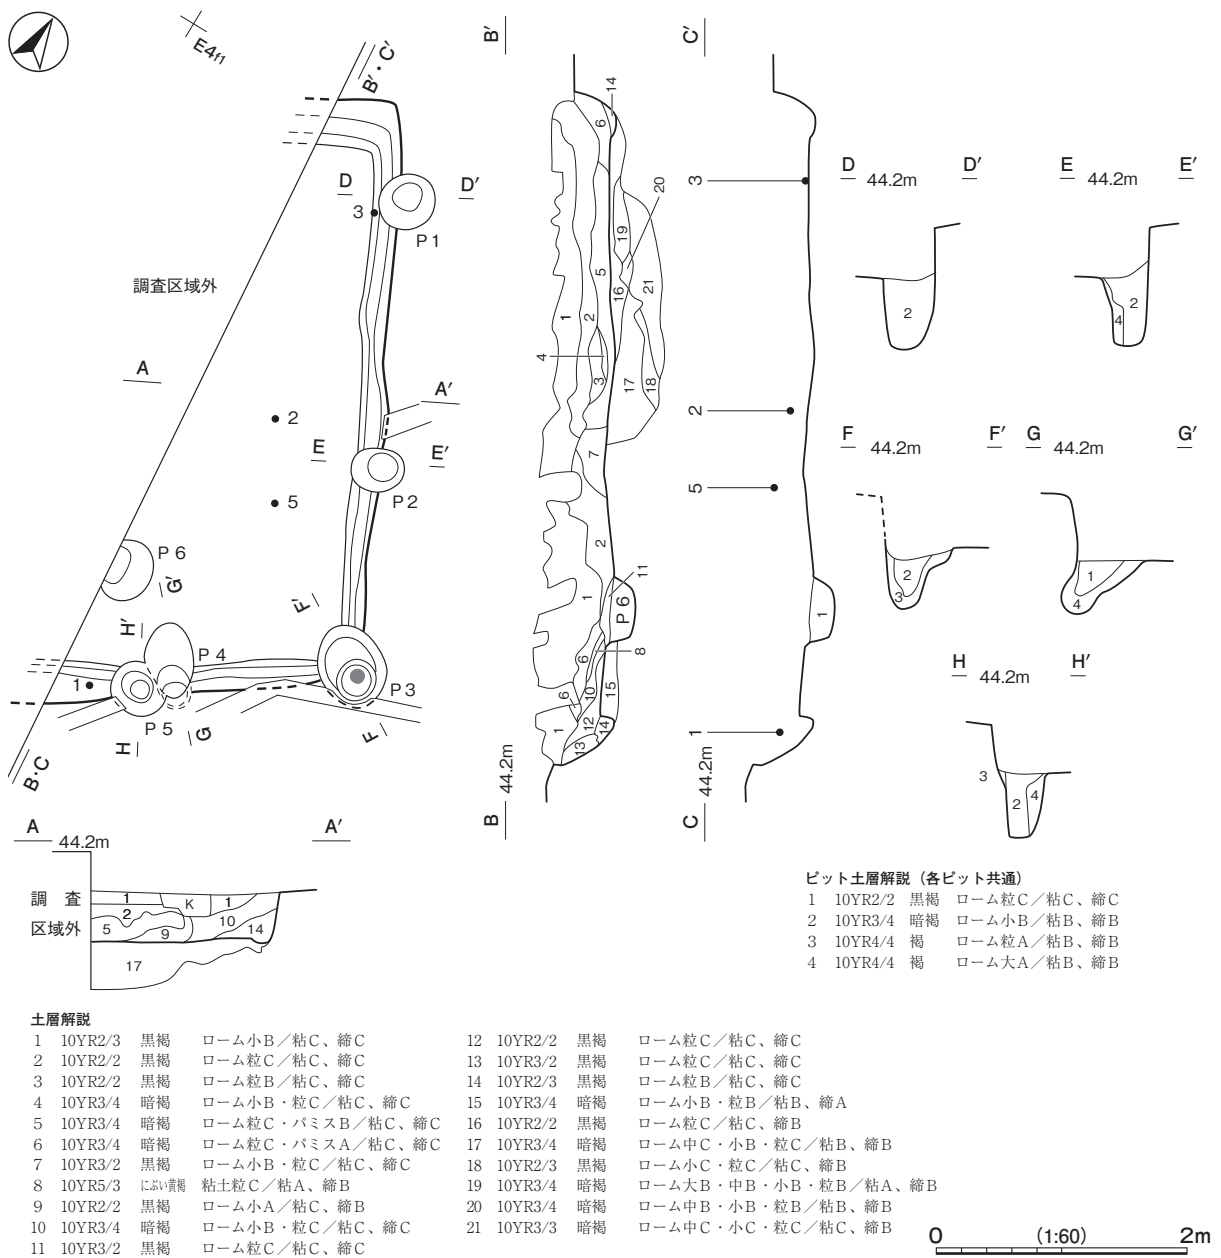 E4f1
B′・C′
D
D′
3
P1
調査区域外
A
A′
2
E
E′
P2
5
P6
G′
F′
H′
P4
1
P3
P5
H
G
F
B・C
B′
14
6
20
19
5
16
21
1
2
4
3
17
18
7
2
11
1
P6
8
6
10
15
6
12
14
1
13
B 44.2m
C′
3
2
5
1
1
C 44.2m
D 44.2m D′
2
E 44.2m E′
2
4
F 44.2m F′
2
3
G 44.2m G′
1
4
H 44.2m H′
3
2
4
A 44.2m A′
調査
区域外
1
K
1
2
5
9
10
14
17
ピット土層解説（各ピット共通）
1 10YR2/2 黒褐 ローム粒C／粘C、締C
2 10YR3/4 暗褐 ローム小B／粘B、締B
3 10YR4/4 褐 ローム粒A／粘B、締B
4 10YR4/4 褐 ローム大A／粘B、締B
土層解説
1 10YR2/3 黒褐 ローム小B／粘C、締C
2 10YR2/2 黒褐 ローム粒C／粘C、締C
3 10YR2/2 黒褐 ローム粒B／粘C、締C
4 10YR3/4 暗褐 ローム小B・粒C／粘C、締C
5 10YR3/4 暗褐 ローム粒C・パミスB／粘C、締C
6 10YR3/4 暗褐 ローム粒C・パミスA／粘C、締C
7 10YR3/2 黒褐 ローム小B・粒C／粘C、締C
8 10YR5/3 にぶい黄褐 粘土粒C／粘A、締B
9 10YR2/2 黒褐 ローム小A／粘C、締B
10 10YR3/4 暗褐 ローム小B・粒C／粘C、締C
11 10YR3/2 黒褐 ローム粒C／粘C、締C
12 10YR2/2 黒褐 ローム粒C／粘C、締C
13 10YR3/2 黒褐 ローム粒C／粘C、締C
14 10YR2/3 黒褐 ローム粒B／粘C、締C
15 10YR3/4 暗褐 ローム小B・粒B／粘B、締A
16 10YR2/2 黒褐 ローム粒C／粘C、締B
17 10YR3/4 暗褐 ローム中C・小B・粒C／粘B、締B
18 10YR2/3 黒褐 ローム小C・粒C／粘C、締B
19 10YR3/4 暗褐 ローム大B・中B・小B・粒B／粘A、締B
20 10YR3/4 暗褐 ローム中B・小B・粒B／粘B、締B
21 10YR3/3 暗褐 ローム中C・小C・粒C／粘C、締B
0 (1:60) 2m